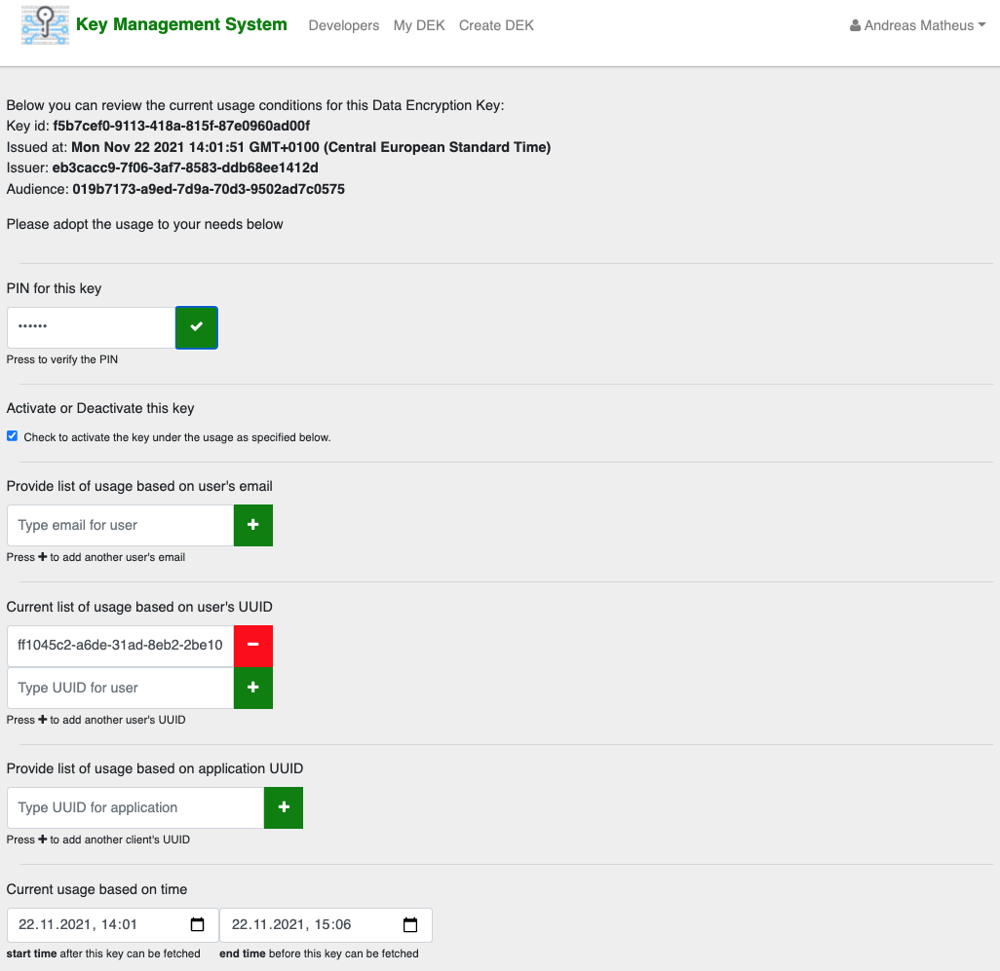 Key Management System Developers My DEK Create DEK Andreas Matheus
Below you can review the current usage conditions for this Data Encryption Key:
Key id: f5b7cef0-9113-418a-815f-87e0960ad00f
Issued at: Mon Nov 22 2021 14:01:51 GMT+0100 (Central European Standard Time)
Issuer: eb3cacc9-7f06-3af7-8583-ddb68ee1412d
Audience: 019b7173-a9ed-7d9a-70d3-9502ad7c0575
Please adopt the usage to your needs below
PIN for this key
••••••
Press to verify the PIN
Activate or Deactivate this key
Check to activate the key under the usage as specified below.
Provide list of usage based on user's email
Type email for user
Press + to add another user's email
Current list of usage based on user's UUID
ff1045c2-a6de-31ad-8eb2-2be10
Type UUID for user
Press + to add another user's UUID
Provide list of usage based on application UUID
Type UUID for application
Press + to add another client's UUID
Current usage based on time
22.11.2021, 14:01 22.11.2021, 15:06
start time after this key can be fetched end time before this key can be fetched